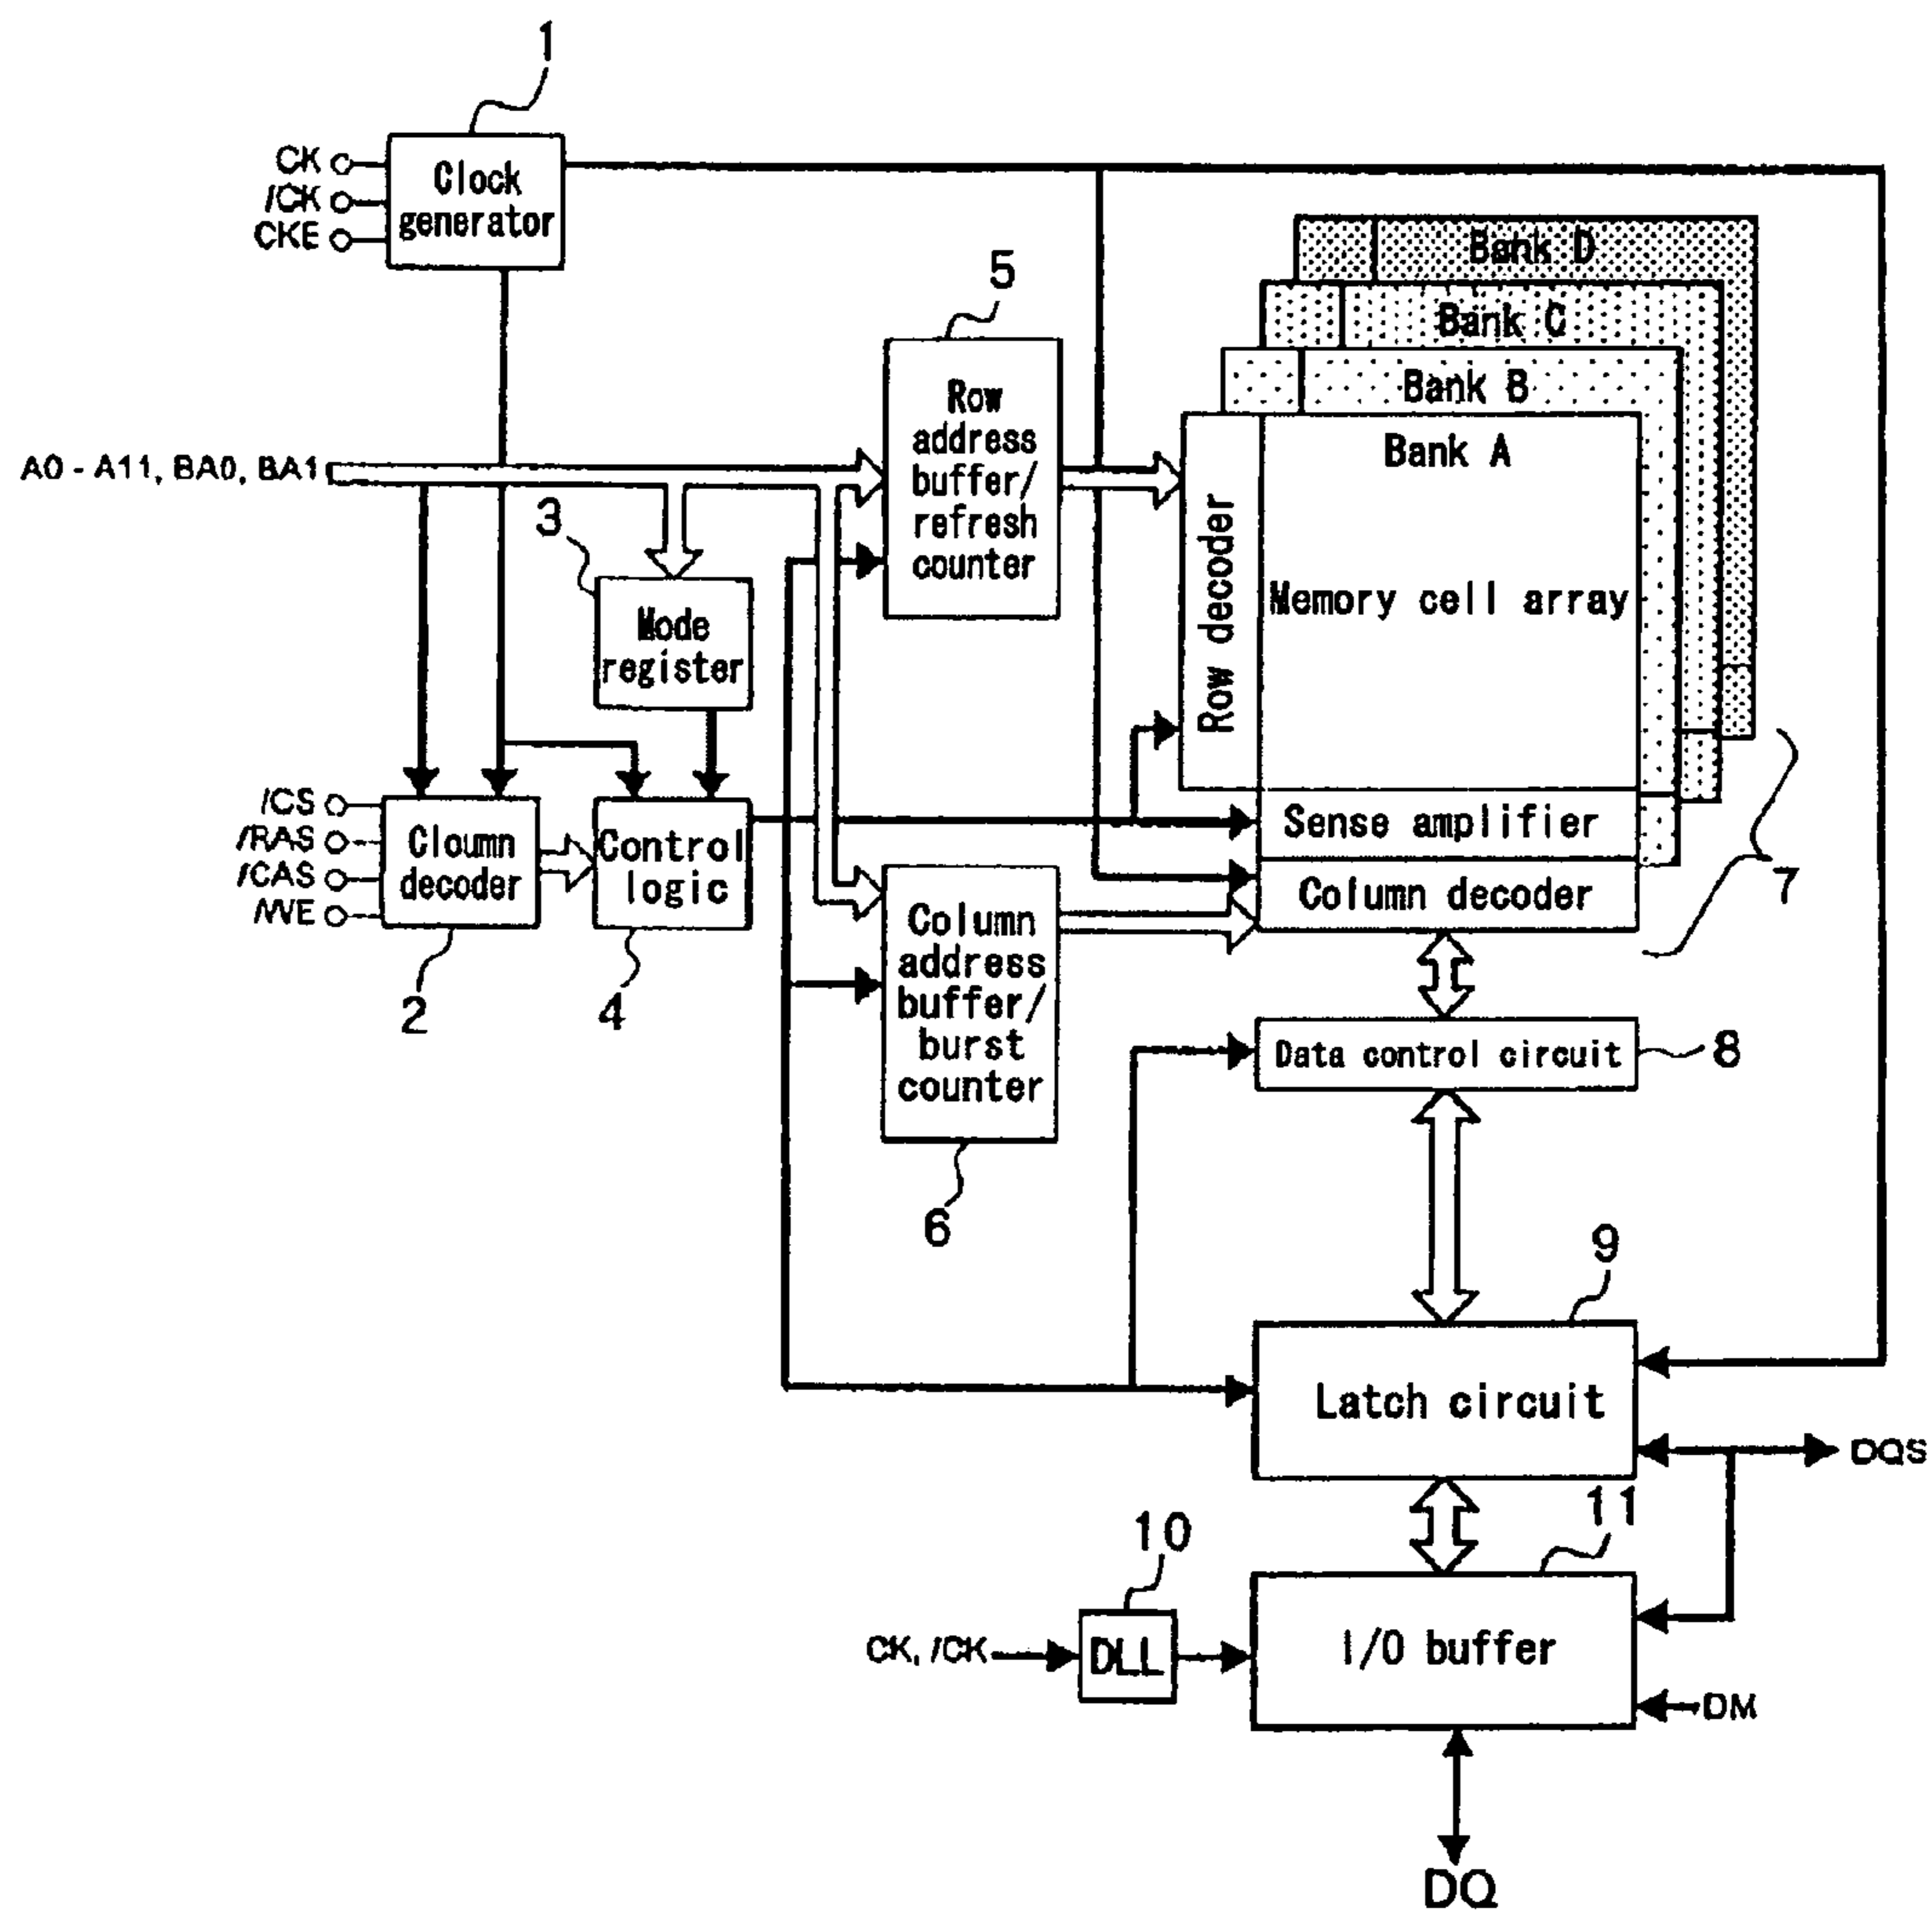 1
CK
/CK
CKE
Clock
generator
Bank D
Bank C
Bank B
Bank A
5
Row
address
buffer/
refresh
counter
A0 - A11, BA0, BA1
3
Mode
register
Row decoder
Memory cell array
/CS
/RAS
/CAS
/WE
Cloumn
decoder
2
Control
logic
4
Sense amplifier
Column decoder
7
Column
address
buffer/
burst
counter
6
Data control circuit
8
9
Latch circuit
DQS
11
10
CK, /CK
DLL
I/O buffer
DM
DQ